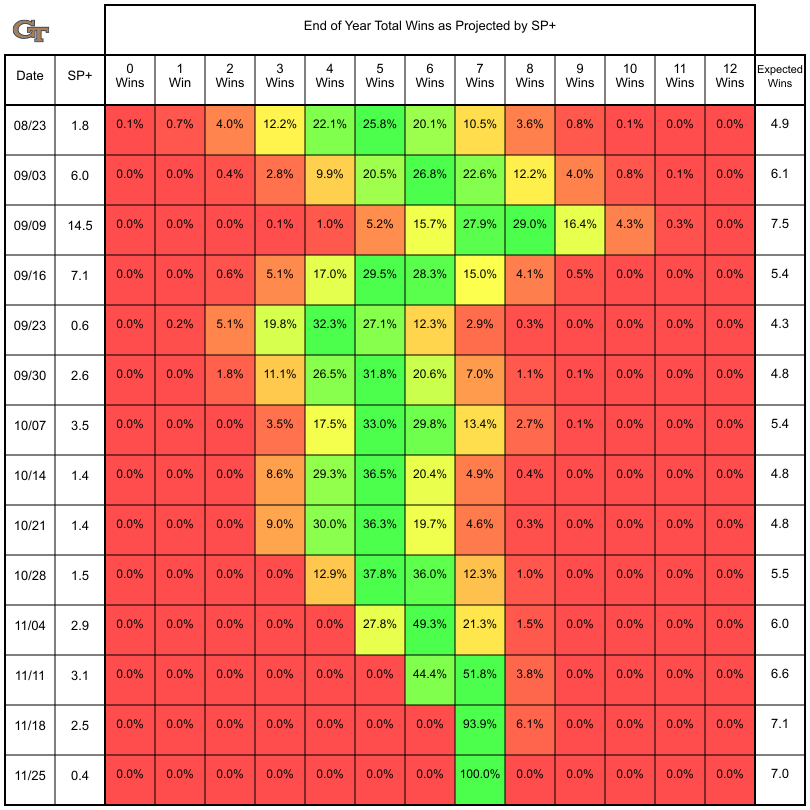 GT
End of Year Total Wins as Projected by SP+
Date SP+ 0 Wins 1 Win 2 Wins 3 Wins 4 Wins 5 Wins 6 Wins 7 Wins 8 Wins 9 Wins 10 Wins 11 Wins 12 Wins Expected Wins
08/23 1.8 0.1% 0.7% 4.0% 12.2% 22.1% 25.8% 20.1% 10.5% 3.6% 0.8% 0.1% 0.0% 0.0% 4.9
09/03 6.0 0.0% 0.0% 0.4% 2.8% 9.9% 20.5% 26.8% 22.6% 12.2% 4.0% 0.8% 0.1% 0.0% 6.1
09/09 14.5 0.0% 0.0% 0.0% 0.1% 1.0% 5.2% 15.7% 27.9% 29.0% 16.4% 4.3% 0.3% 0.0% 7.5
09/16 7.1 0.0% 0.0% 0.6% 5.1% 17.0% 29.5% 28.3% 15.0% 4.1% 0.5% 0.0% 0.0% 0.0% 5.4
09/23 0.6 0.0% 0.2% 5.1% 19.8% 32.3% 27.1% 12.3% 2.9% 0.3% 0.0% 0.0% 0.0% 0.0% 4.3
09/30 2.6 0.0% 0.0% 1.8% 11.1% 26.5% 31.8% 20.6% 7.0% 1.1% 0.1% 0.0% 0.0% 0.0% 4.8
10/07 3.5 0.0% 0.0% 0.0% 3.5% 17.5% 33.0% 29.8% 13.4% 2.7% 0.1% 0.0% 0.0% 0.0% 5.4
10/14 1.4 0.0% 0.0% 0.0% 8.6% 29.3% 36.5% 20.4% 4.9% 0.4% 0.0% 0.0% 0.0% 0.0% 4.8
10/21 1.4 0.0% 0.0% 0.0% 9.0% 30.0% 36.3% 19.7% 4.6% 0.3% 0.0% 0.0% 0.0% 0.0% 4.8
10/28 1.5 0.0% 0.0% 0.0% 0.0% 12.9% 37.8% 36.0% 12.3% 1.0% 0.0% 0.0% 0.0% 0.0% 5.5
11/04 2.9 0.0% 0.0% 0.0% 0.0% 0.0% 27.8% 49.3% 21.3% 1.5% 0.0% 0.0% 0.0% 0.0% 6.0
11/11 3.1 0.0% 0.0% 0.0% 0.0% 0.0% 0.0% 44.4% 51.8% 3.8% 0.0% 0.0% 0.0% 0.0% 6.6
11/18 2.5 0.0% 0.0% 0.0% 0.0% 0.0% 0.0% 0.0% 93.9% 6.1% 0.0% 0.0% 0.0% 0.0% 7.1
11/25 0.4 0.0% 0.0% 0.0% 0.0% 0.0% 0.0% 0.0% 100.0% 0.0% 0.0% 0.0% 0.0% 0.0% 7.0